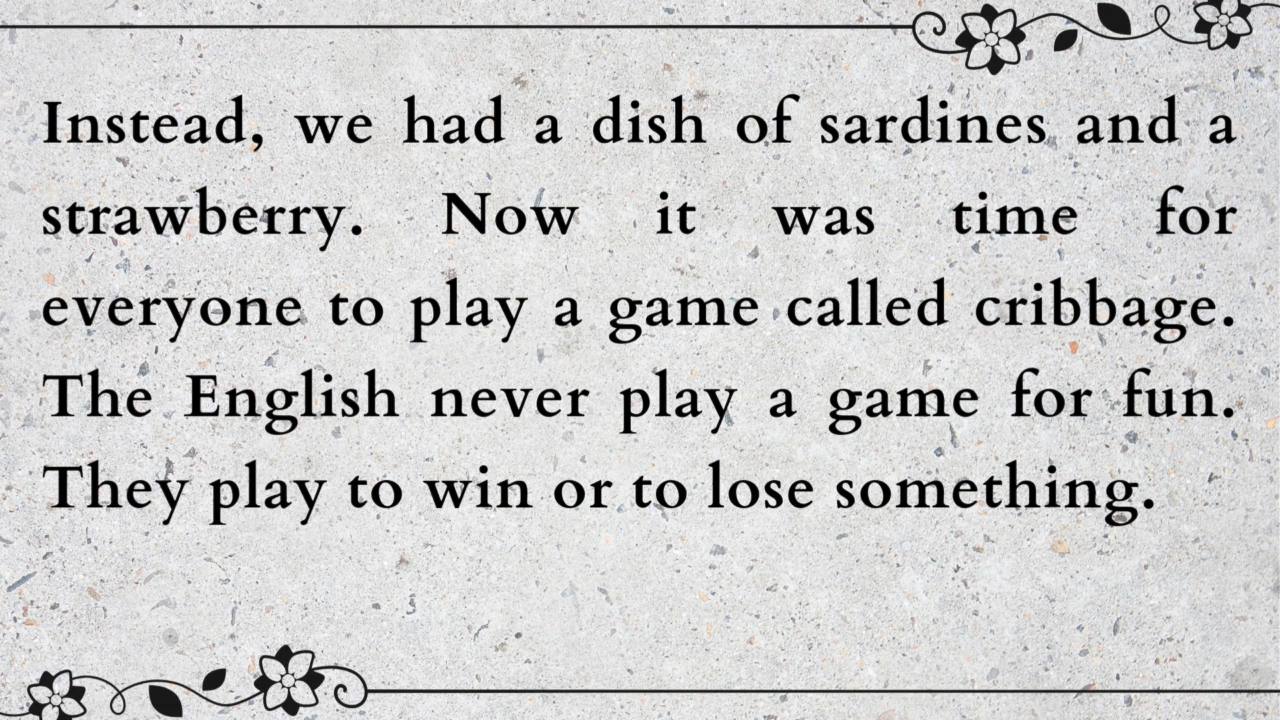 Instead, we had a dish of sardines and a
strawberry. Now it was time for
everyone to play a game called cribbage.
The English never play a game for fun.
They play to win or to lose something.